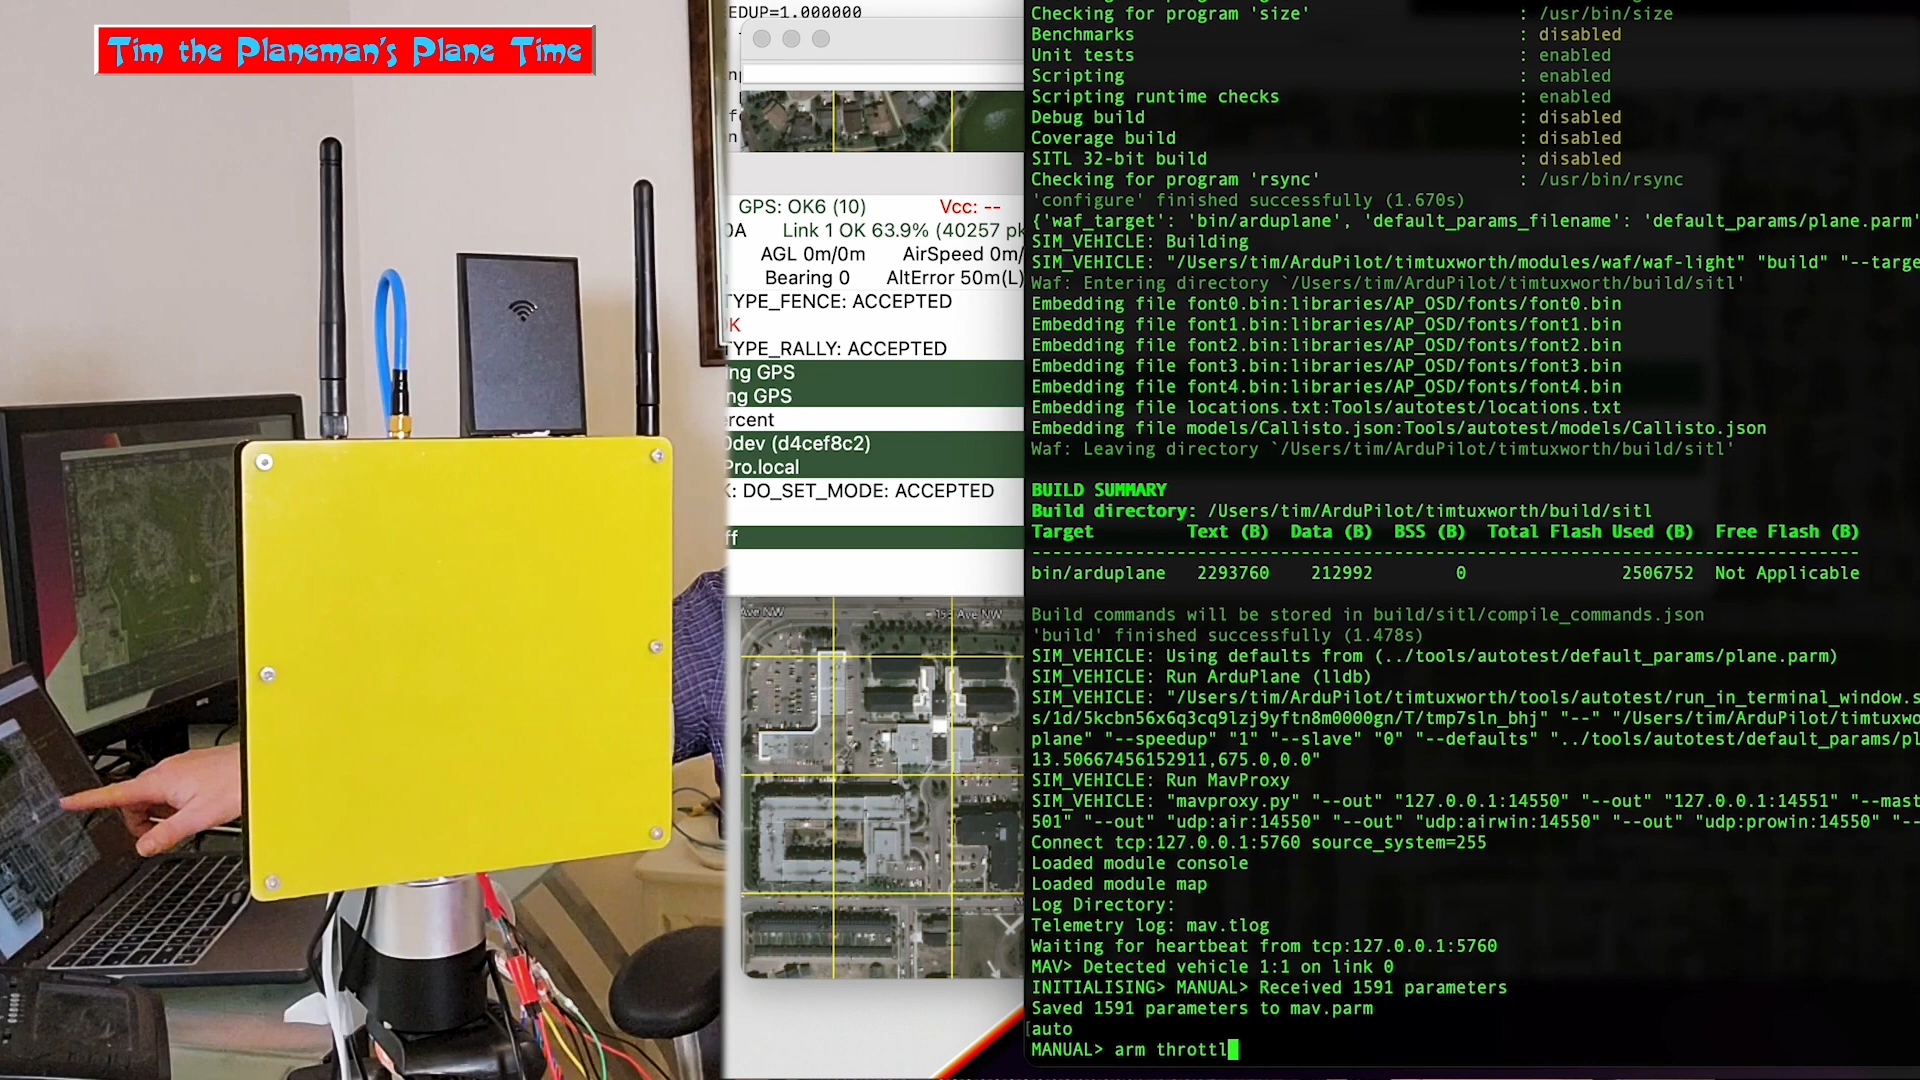 Tim the Planeman's Plane Time
EDUP=1.000000
GPS: OK6 (10) Vcc: --
0A Link 1 OK 63.9% (40257 pk
AGL 0m/0m AirSpeed 0m/
Bearing 0 AltError 50m(L)
TYPE_FENCE: ACCEPTED
TYPE_RALLY: ACCEPTED
ing GPS
ng GPS
ercent
0dev (d4cef8c2)
Pro.local
K: DO_SET_MODE: ACCEPTED
ff
Ave NW
153 Ave NW
Checking for program 'size' : /usr/bin/size
Benchmarks : disabled
Unit tests : enabled
Scripting : enabled
Scripting runtime checks : enabled
Debug build : disabled
Coverage build : disabled
SITL 32-bit build : disabled
Checking for program 'rsync' : /usr/bin/rsync
'configure' finished successfully (1.670s)
{'waf_target': 'bin/arduplane', 'default_params_filename': 'default_params/plane.parm'
SIM_VEHICLE: Building
SIM_VEHICLE: "/Users/tim/ArduPilot/timtuxworth/modules/waf/waf-light" "build" "--targe
Waf: Entering directory `/Users/tim/ArduPilot/timtuxworth/build/sitl'
Embedding file font0.bin:libraries/AP_OSD/fonts/font0.bin
Embedding file font1.bin:libraries/AP_OSD/fonts/font1.bin
Embedding file font2.bin:libraries/AP_OSD/fonts/font2.bin
Embedding file font3.bin:libraries/AP_OSD/fonts/font3.bin
Embedding file font4.bin:libraries/AP_OSD/fonts/font4.bin
Embedding file locations.txt:Tools/autotest/locations.txt
Embedding file models/Callisto.json:Tools/autotest/models/Callisto.json
Waf: Leaving directory `/Users/tim/ArduPilot/timtuxworth/build/sitl'
BUILD SUMMARY
Build directory: /Users/tim/ArduPilot/timtuxworth/build/sitl
Target Text (B) Data (B) BSS (B) Total Flash Used (B) Free Flash (B)
--------------------------------------------------------------------------------
bin/arduplane 2293760 212992 0 2506752 Not Applicable
Build commands will be stored in build/sitl/compile_commands.json
'build' finished successfully (1.478s)
SIM_VEHICLE: Using defaults from (../tools/autotest/default_params/plane.parm)
SIM_VEHICLE: Run ArduPlane (lldb)
SIM_VEHICLE: "/Users/tim/ArduPilot/timtuxworth/tools/autotest/run_in_terminal_window.s
s/1d/5kcbn56x6q3cq9lzj9yftn8m0000gn/T/tmp7sln_bhj" "--" "/Users/tim/ArduPilot/timtuxwo
plane" "--speedup" "1" "--slave" "0" "--defaults" "../tools/autotest/default_params/pl
13.50667456152911,675.0,0.0"
SIM_VEHICLE: Run MavProxy
SIM_VEHICLE: "mavproxy.py" "--out" "127.0.0.1:14550" "--out" "127.0.0.1:14551" "--mast
501" "--out" "udp:air:14550" "--out" "udp:airwin:14550" "--out" "udp:prowin:14550" "--
Connect tcp:127.0.0.1:5760 source_system=255
Loaded module console
Loaded module map
Log Directory:
Telemetry log: mav.tlog
Waiting for heartbeat from tcp:127.0.0.1:5760
MAV> Detected vehicle 1:1 on link 0
INITIALISING> MANUAL> Received 1591 parameters
Saved 1591 parameters to mav.parm
auto
MANUAL> arm throttl